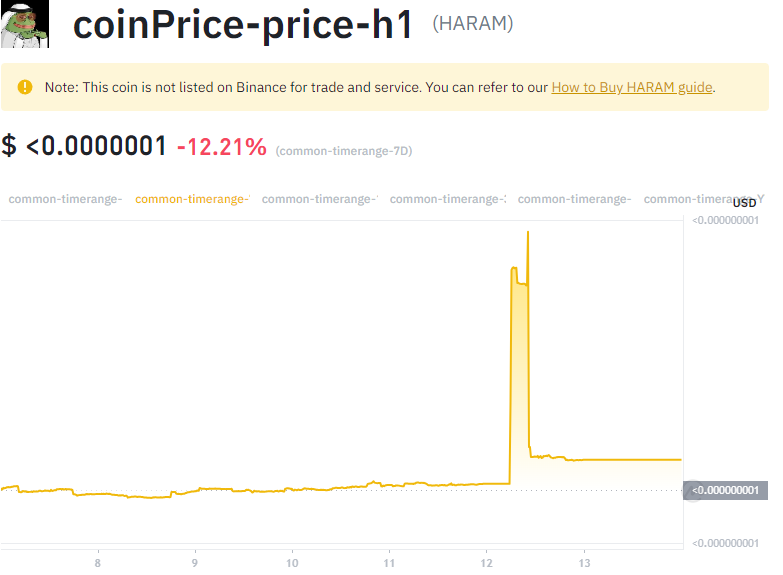 coinPrice-price-h1 (HARAM)
Note: This coin is not listed on Binance for trade and service. You can refer to our How to Buy HARAM guide.
$ <0.0000001 -12.21% (common-timerange-7D)
common-timerange- common-timerange- common-timerange- common-timerange- common-timerange- common-timerange-Y
USD
<0.000000001
<0.000000001
<0.000000001
8 9 10 11 12 13